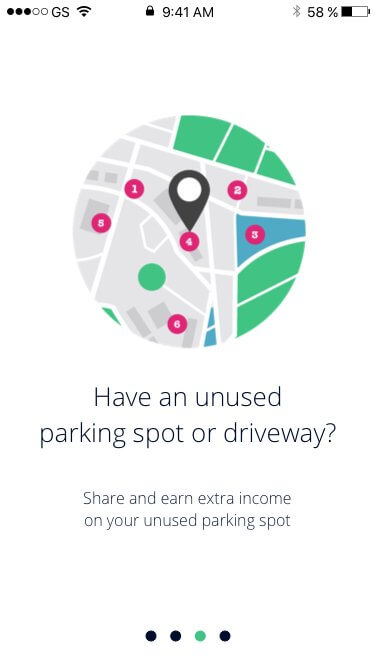 GS 9:41 AM 58 %
1 2
5 3
4
6
Have an unused
parking spot or driveway?
Share and earn extra income
on your unused parking spot